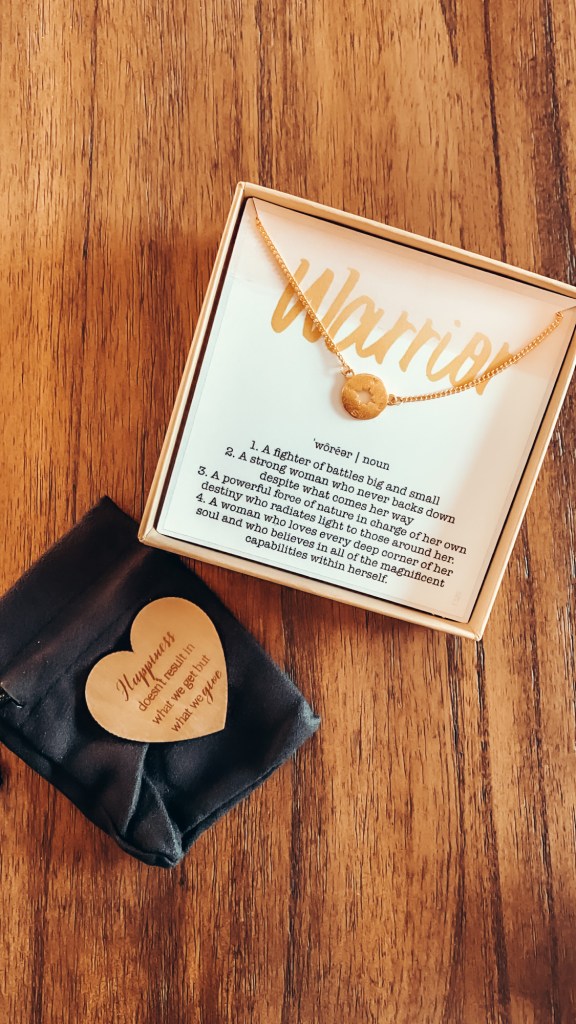 Warrior
ˈwôrēər | noun
1. A fighter of battles big and small
2. A strong woman who never backs down
despite what comes her way
3. A powerful force of nature in charge of her own
destiny who radiates light to those around her.
4. A woman who loves every deep corner of her
soul and who believes in all of the magnificent
capabilities within herself.
Happiness
doesn't result in
what we get but
what we give